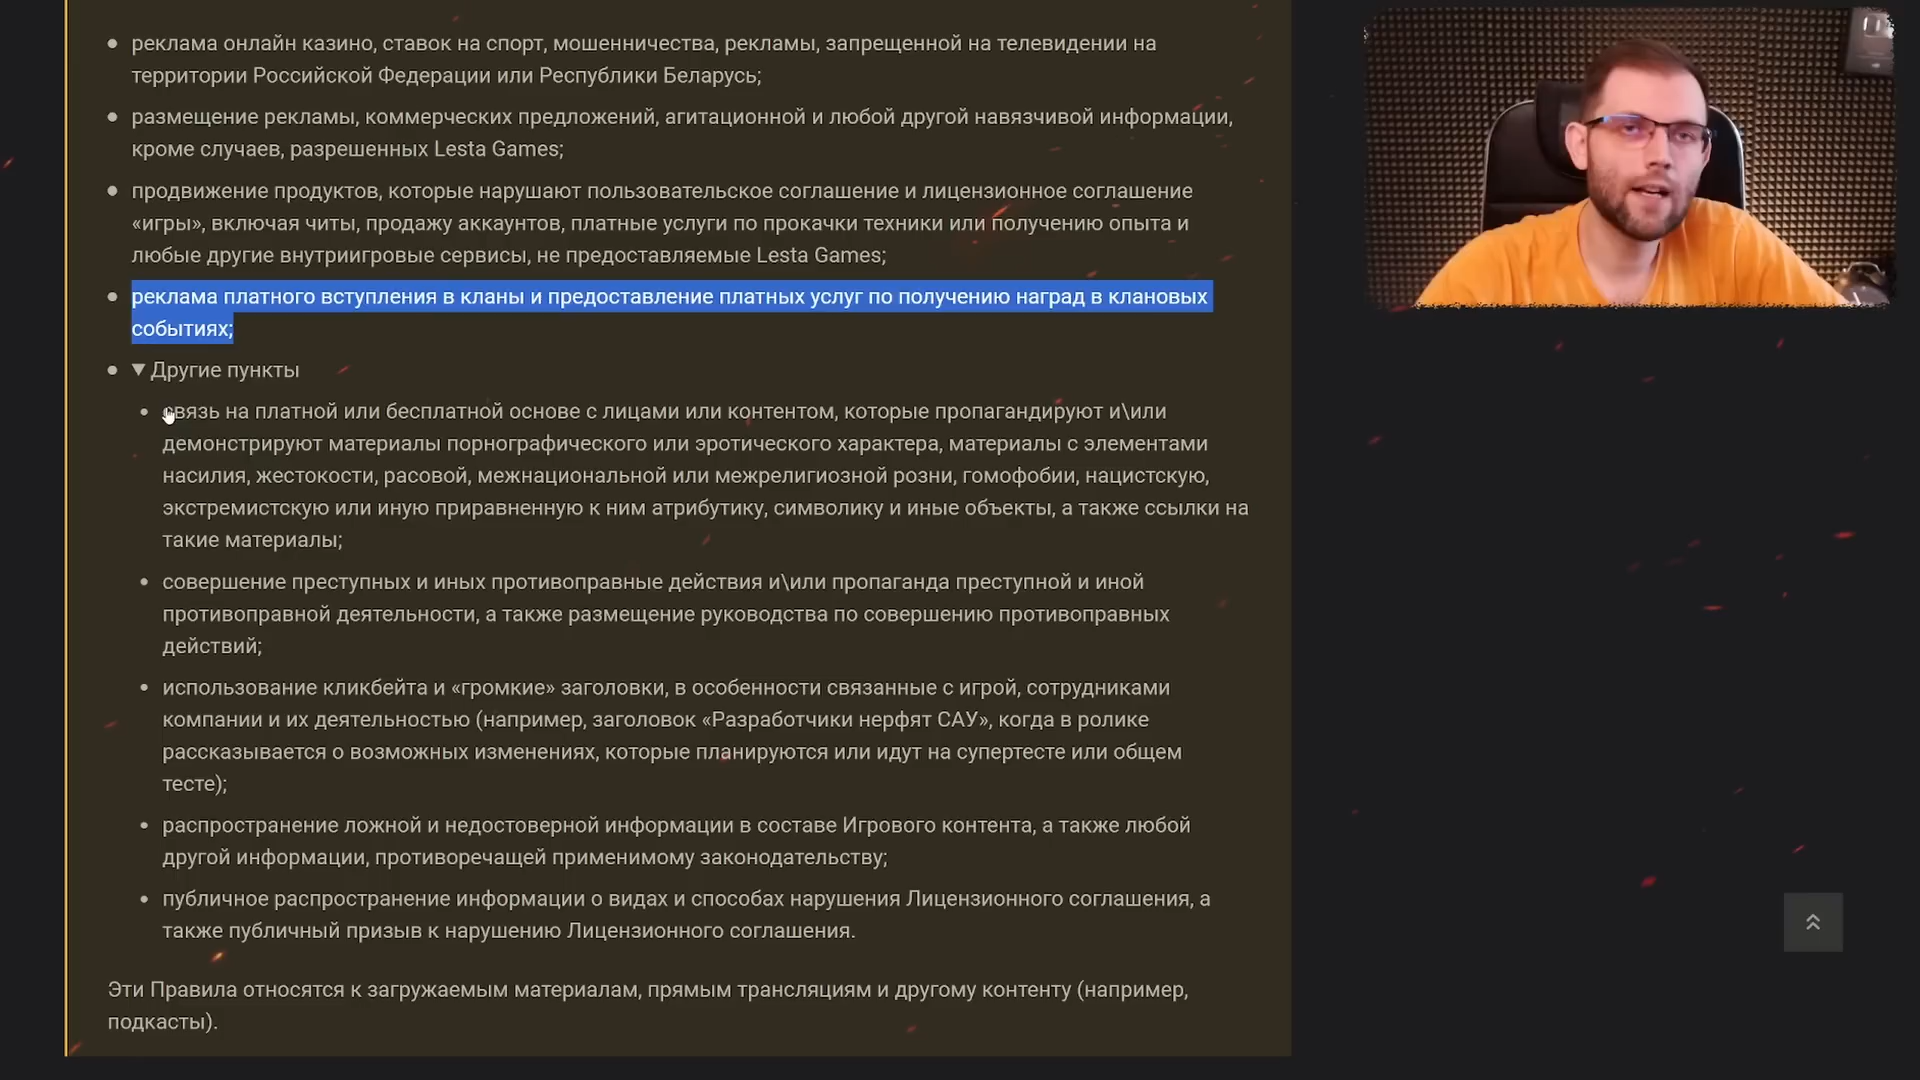 реклама онлайн казино, ставок на спорт, мошенничества, рекламы, запрещенной на телевидении на
территории Российской Федерации или Республики Беларусь;
размещение рекламы, коммерческих предложений, агитационной и любой другой навязчивой информации,
кроме случаев, разрешенных Lesta Games;
продвижение продуктов, которые нарушают пользовательское соглашение и лицензионное соглашение
«игры», включая читы, продажу аккаунтов, платные услуги по прокачки техники или получению опыта и
любые другие внутриигровые сервисы, не предоставляемые Lesta Games;
реклама платного вступления в кланы и предоставление платных услуг по получению наград в клановых
событиях;
Другие пункты
связь на платной или бесплатной основе с лицами или контентом, которые пропагандируют и\или
демонстрируют материалы порнографического или эротического характера, материалы с элементами
насилия, жестокости, расовой, межнациональной или межрелигиозной розни, гомофобии, нацистскую,
экстремистскую или иную приравненную к ним атрибутику, символику и иные объекты, а также ссылки на
такие материалы;
совершение преступных и иных противоправные действия и\или пропаганда преступной и иной
противоправной деятельности, а также размещение руководства по совершению противоправных
действий;
использование кликбейта и «громкие» заголовки, в особенности связанные с игрой, сотрудниками
компании и их деятельностью (например, заголовок «Разработчики нерфят САУ», когда в ролике
рассказывается о возможных изменениях, которые планируются или идут на супертесте или общем
тесте);
распространение ложной и недостоверной информации в составе Игрового контента, а также любой
другой информации, противоречащей применимому законодательству;
публичное распространение информации о видах и способах нарушения Лицензионного соглашения, а
также публичный призыв к нарушению Лицензионного соглашения.
Эти Правила относятся к загружаемым материалам, прямым трансляциям и другому контенту (например,
подкасты).